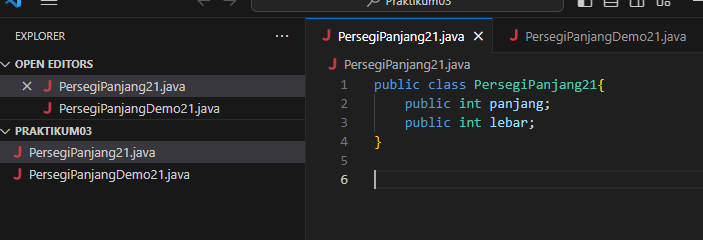 Praktikum03
EXPLORER
OPEN EDITORS
PersegiPanjang21.java
PersegiPanjangDemo21.java
PRAKTIKUM03
PersegiPanjang21.java
PersegiPanjangDemo21.java
PersegiPanjang21.java
PersegiPanjangDemo21.java
PersegiPanjang21.java
1 public class PersegiPanjang21{
2 public int panjang;
3 public int lebar;
4 }
5
6